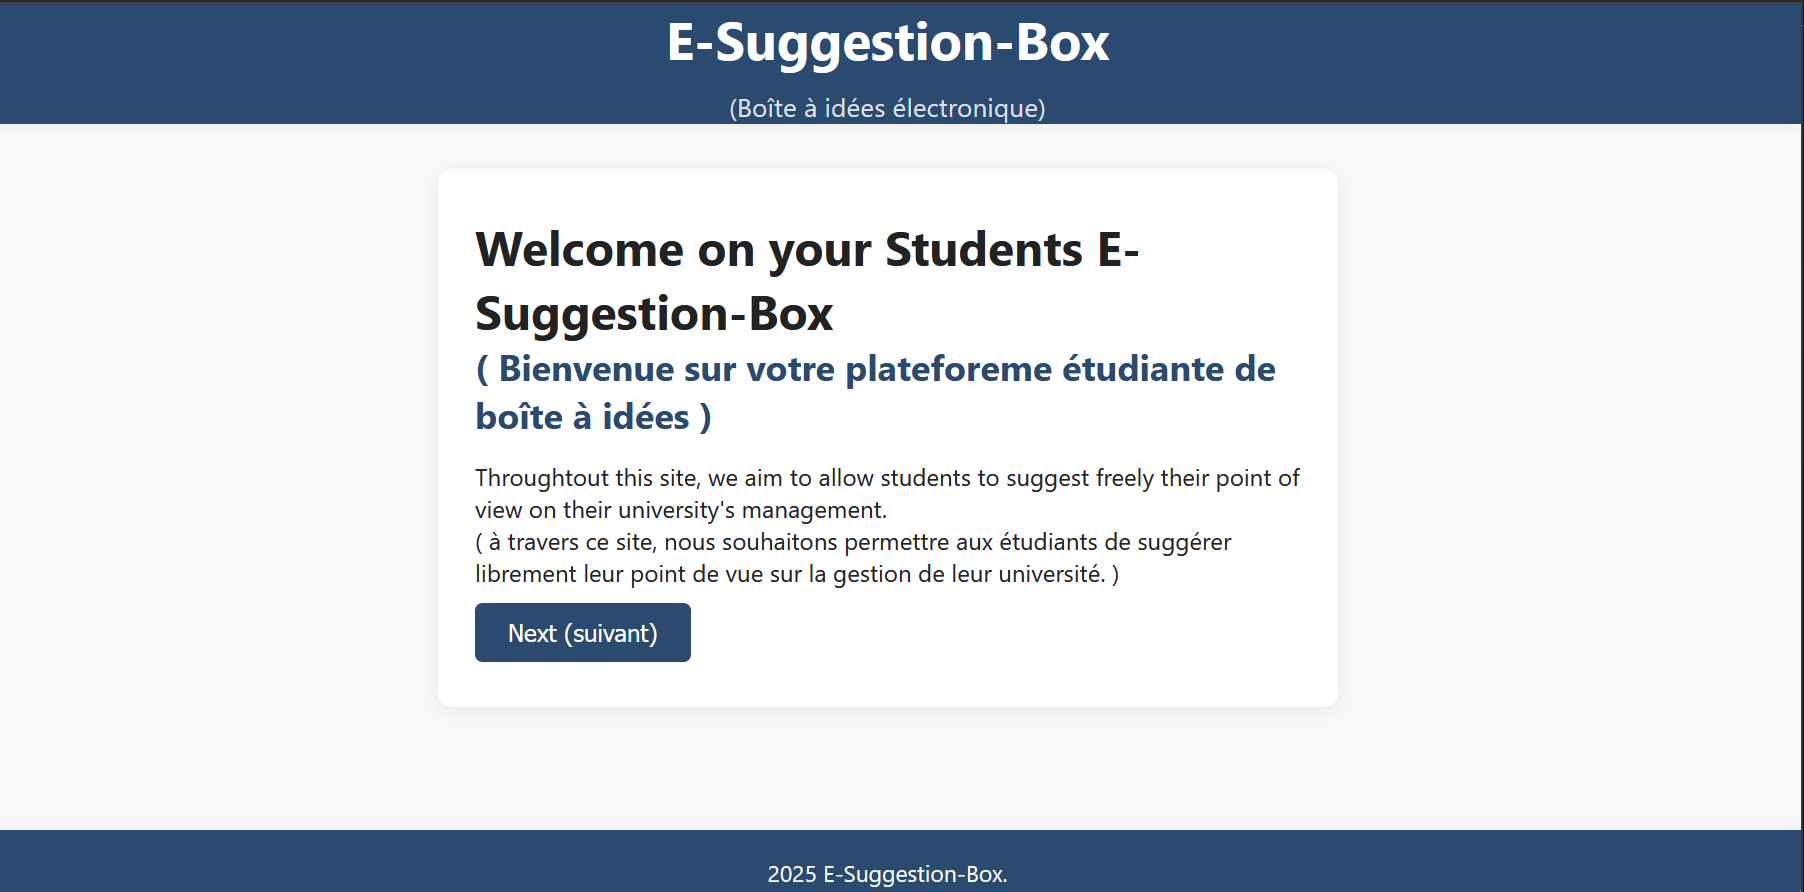 E-Suggestion-Box
(Boîte à idées électronique)
Welcome on your Students E-
Suggestion-Box
( Bienvenue sur votre plateforeme étudiante de
boîte à idées )
Throughtout this site, we aim to allow students to suggest freely their point of
view on their university's management.
( à travers ce site, nous souhaitons permettre aux étudiants de suggérer
librement leur point de vue sur la gestion de leur université. )
Next (suivant)
2025 E-Suggestion-Box.